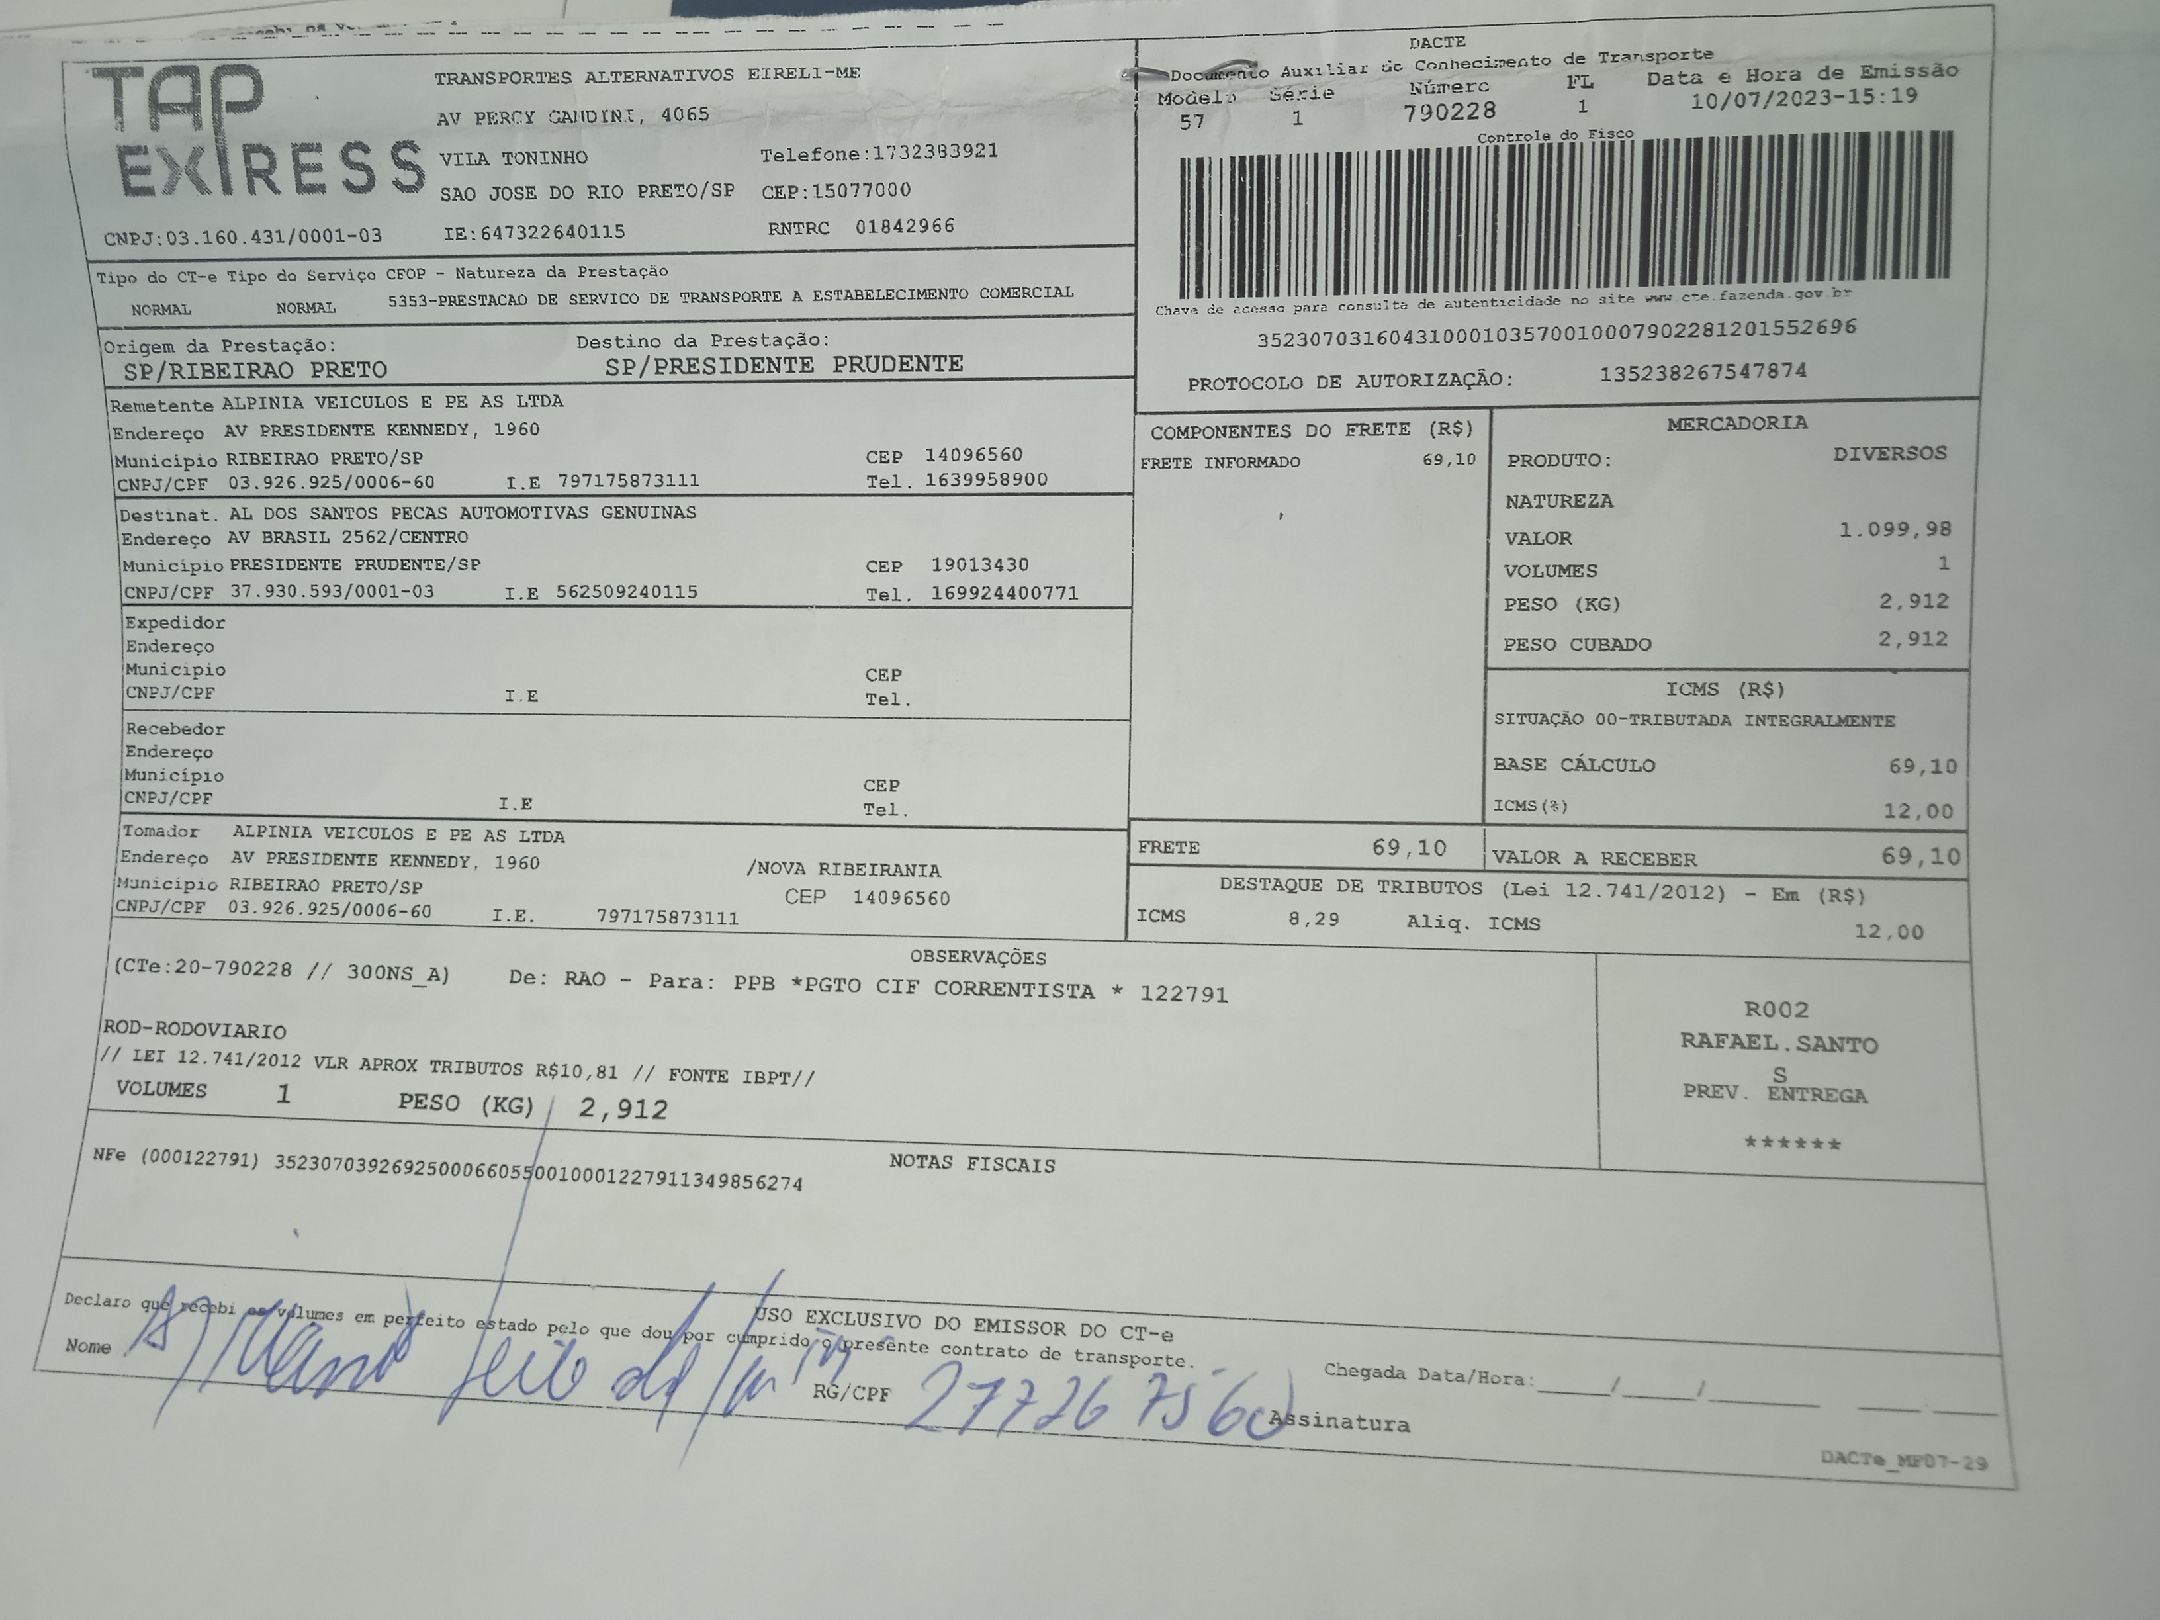 TAP
EXPRESS
TRANSPORTES ALTERNATIVOS EIRELI-ME
AV PERCY GANDINI, 4065
VILA TONINHO Telefone:1732383921
SAO JOSE DO RIO PRETO/SP CEP:15077000
CNPJ:03.160.431/0001-03 IE:647322640115 RNTRC 01842966
DACTE
Documento Auxiliar de Conhecimento de Transporte
Modelo Série Número FL Data e Hora de Emissão
57 1 790228 1 10/07/2023-15:19
Controle do Fisco
Chave de acesso para consulta de autenticidade no site www.cte.fazenda.gov.br
35230703160431000103570010007902281201552696
PROTOCOLO DE AUTORIZAÇÃO: 135238267547874
Tipo do CT-e Tipo do Serviço CFOP - Natureza da Prestação
NORMAL NORMAL 5353-PRESTACAO DE SERVICO DE TRANSPORTE A ESTABELECIMENTO COMERCIAL
Origem da Prestação: Destino da Prestação:
SP/RIBEIRAO PRETO SP/PRESIDENTE PRUDENTE
Remetente ALPINIA VEICULOS E PE AS LTDA
Endereço AV PRESIDENTE KENNEDY, 1960
Municipio RIBEIRAO PRETO/SP CEP 14096560
CNPJ/CPF 03.926.925/0006-60 I.E 797175873111 Tel. 1639958900
Destinat. AL DOS SANTOS PECAS AUTOMOTIVAS GENUINAS
Endereço AV BRASIL 2562/CENTRO
Município PRESIDENTE PRUDENTE/SP CEP 19013430
CNPJ/CPF 37.930.593/0001-03 I.E 562509240115 Tel. 169924400771
Expedidor
Endereço
Municipio CEP
CNPJ/CPF I.E Tel.
Recebedor
Endereço
Município CEP
CNPJ/CPF I.E Tel.
Tomador ALPINIA VEICULOS E PE AS LTDA
Endereço AV PRESIDENTE KENNEDY, 1960 /NOVA RIBEIRANIA
Municipio RIBEIRAO PRETO/SP CEP 14096560
CNPJ/CPF 03.926.925/0006-60 I.E. 797175873111
COMPONENTES DO FRETE (R$)
FRETE INFORMADO 69,10
MERCADORIA
PRODUTO: DIVERSOS
NATUREZA
VALOR 1.099,98
VOLUMES 1
PESO (KG) 2,912
PESO CUBADO 2,912
ICMS (R$)
SITUAÇÃO 00-TRIBUTADA INTEGRALMENTE
BASE CÁLCULO 69,10
ICMS(%) 12,00
FRETE 69,10 VALOR A RECEBER 69,10
DESTAQUE DE TRIBUTOS (Lei 12.741/2012) - Em (R$)
ICMS 8,29 Aliq. ICMS 12,00
OBSERVAÇÕES
(CTe:20-790228 // 300NS_A) De: RAO - Para: PPB *PGTO CIF CORRENTISTA * 122791
ROD-RODOVIARIO
// LEI 12.741/2012 VLR APROX TRIBUTOS R$10,81 // FONTE IBPT//
VOLUMES 1 PESO (KG) 2,912
R002
RAFAEL.SANTO
S
PREV. ENTREGA
******
NOTAS FISCAIS
NFe (000122791) 35230703926925000660550010001227911349856274
USO EXCLUSIVO DO EMISSOR DO CT-e
Declaro que recebi os volumes em perfeito estado pelo que dou por cumprido o presente contrato de transporte.
Nome RG/CPF 277267560 Assinatura
Chegada Data/Hora:____/____/______ ____:____
DACTe_MF07-29